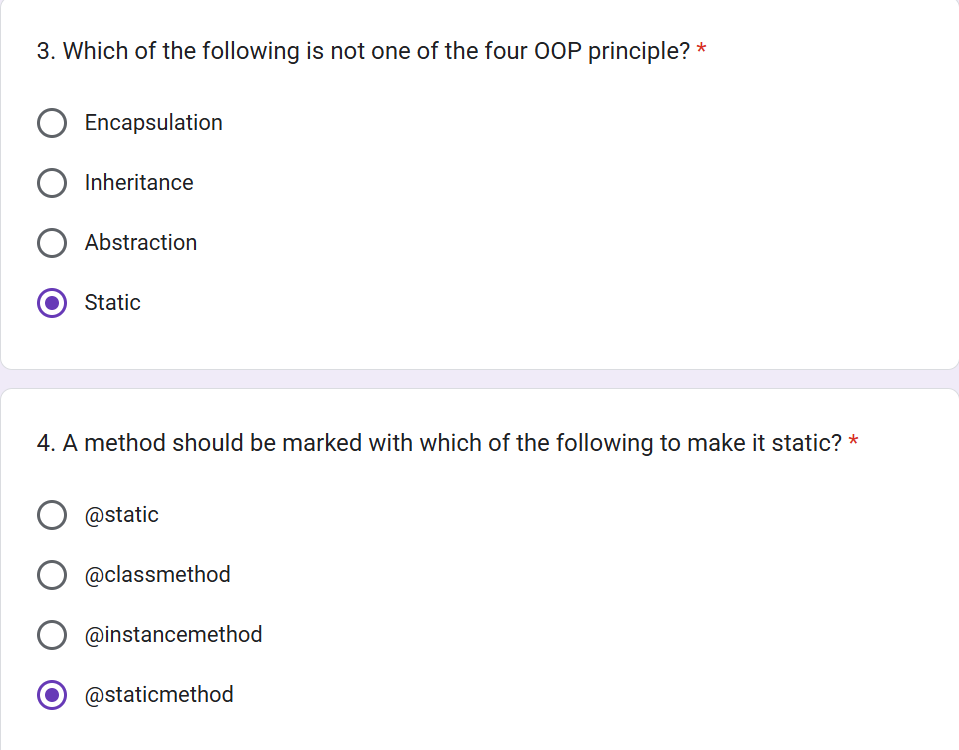 3. Which of the following is not one of the four OOP principle? *
Encapsulation
Inheritance
Abstraction
Static
4. A method should be marked with which of the following to make it static? *
@static
@classmethod
@instancemethod
@staticmethod